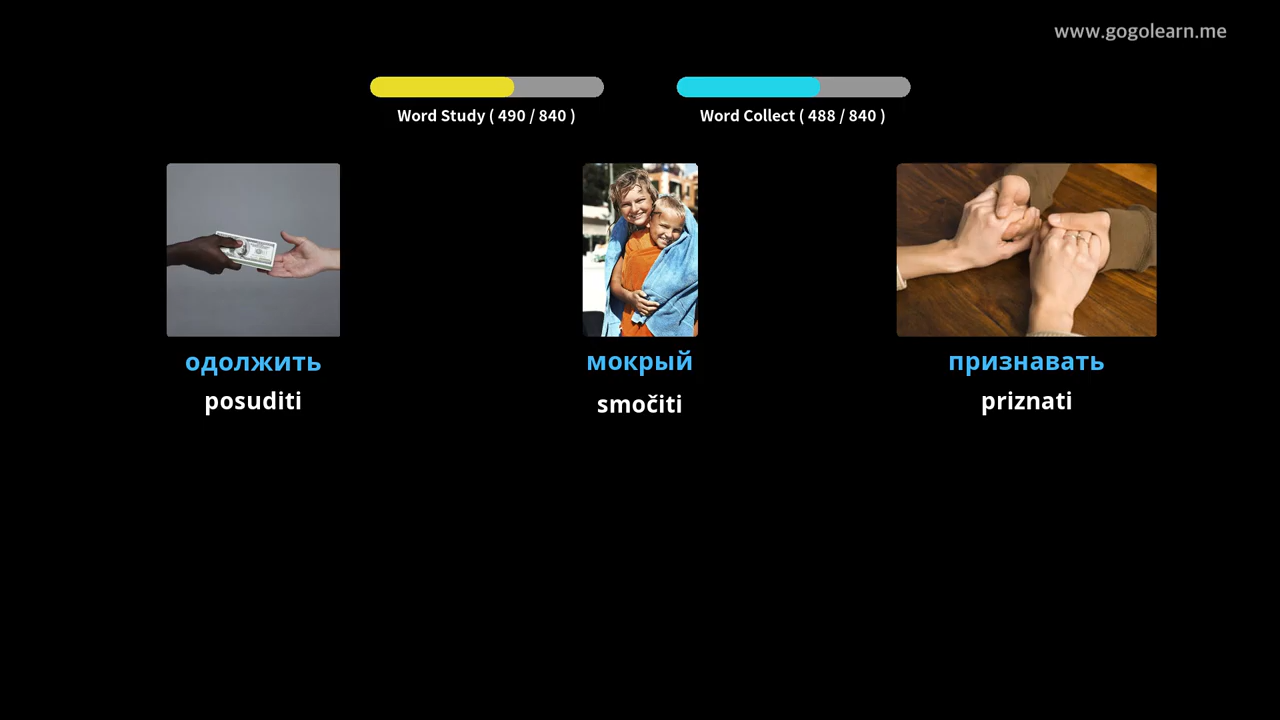 www.gogolearn.me
Word Study ( 490 / 840 )
Word Collect ( 488 / 840 )
одолжить
posuditi
мокрый
smočiti
признавать
priznati